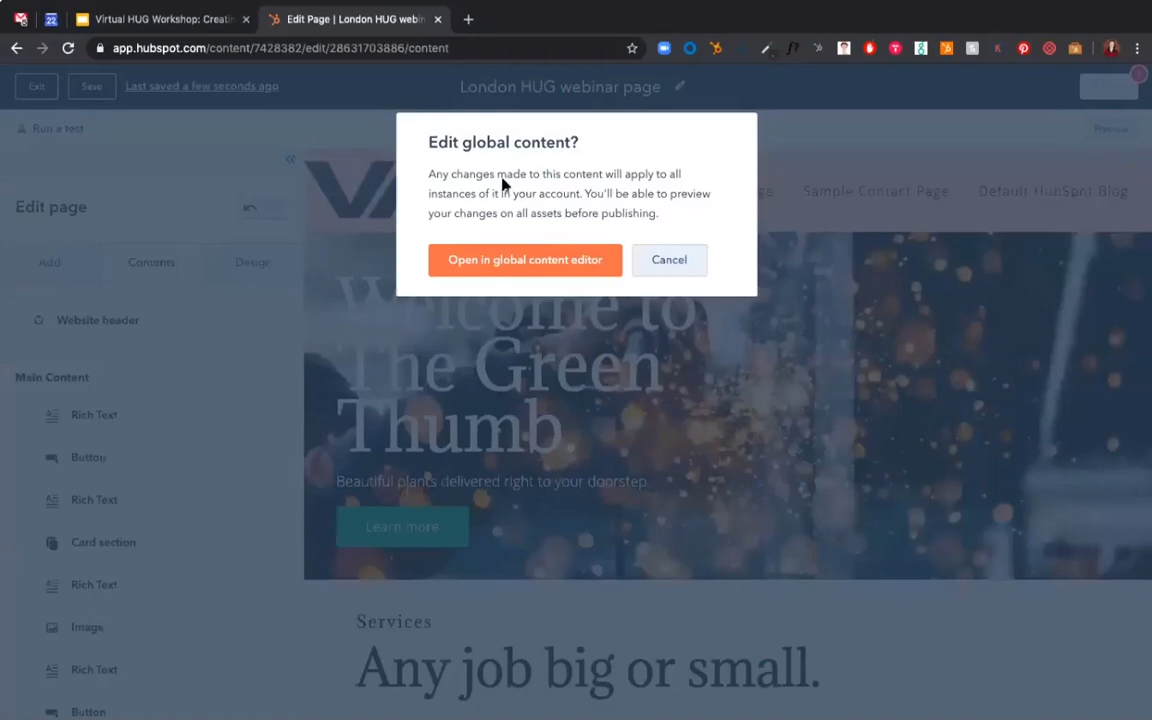 22
Virtual HUG Workshop: Creatin
Edit Page | London HUG webin
app.hubspot.com/content/7428382/edit/28631703886/content
Exit
Save
Last saved a few seconds ago
London HUG webinar page
Run a test
Preview
Edit global content?
Any changes made to this content will apply to all
instances of it in your account. You'll be able to preview
your changes on all assets before publishing.
Open in global content editor
Cancel
Edit page
Add
Contents
Design
Website header
Main Content
Rich Text
Button
Rich Text
Card section
Rich Text
Image
Rich Text
Button
VA
Sample Contact Page
Default HubSpot Blog
Welcome to
The Green
Thumb.
Beautiful plants delivered right to your doorstep
Learn more
Services
Any job big or small.